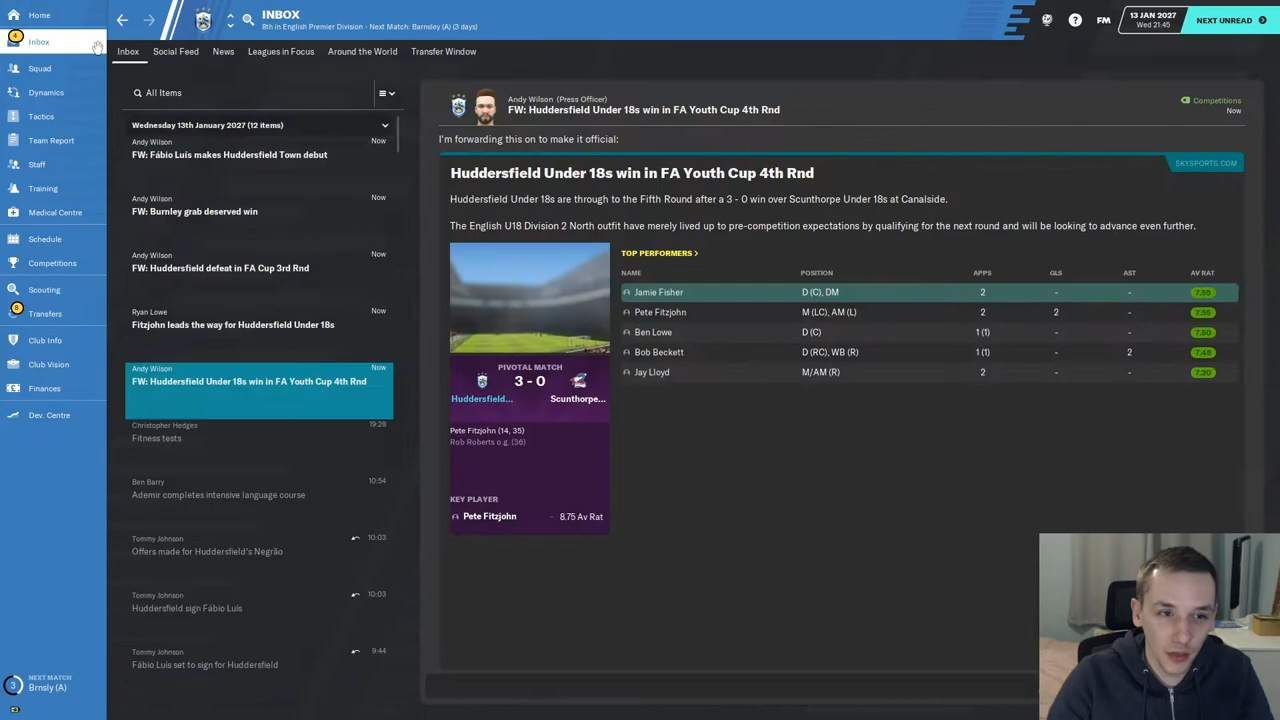 Home
4
Inbox
Squad
Dynamics
Tactics
Team Report
Staff
Training
Medical Centre
Schedule
Competitions
Scouting
8
Transfers
Club Info
Club Vision
Finances
Dev. Centre
3
NEXT MATCH
Brnsly (A)
INBOX
8th in English Premier Division - Next Match: Barnsley (A) (3 days)
?
FM
13 JAN 2027
Wed 21:45
NEXT UNREAD
Inbox
Social Feed
News
Leagues in Focus
Around the World
Transfer Window
All Items
Wednesday 13th January 2027 (12 items)
Andy Wilson
Now
FW: Fábio Luís makes Huddersfield Town debut
Andy Wilson
Now
FW: Burnley grab deserved win
Andy Wilson
Now
FW: Huddersfield defeat in FA Cup 3rd Rnd
Ryan Lowe
Now
Fitzjohn leads the way for Huddersfield Under 18s
Andy Wilson
Now
FW: Huddersfield Under 18s win in FA Youth Cup 4th Rnd
Christopher Hedges
19:28
Fitness tests
Ben Barry
10:54
Ademir completes intensive language course
Tommy Johnson
10:03
Offers made for Huddersfield's Negrão
Tommy Johnson
10:03
Huddersfield sign Fábio Luís
Tommy Johnson
9:44
Fábio Luís set to sign for Huddersfield
Andy Wilson (Press Officer)
FW: Huddersfield Under 18s win in FA Youth Cup 4th Rnd
Competitions
Now
I'm forwarding this on to make it official:
SKYSPORTS.COM
Huddersfield Under 18s win in FA Youth Cup 4th Rnd
Huddersfield Under 18s are through to the Fifth Round after a 3 - 0 win over Scunthorpe Under 18s at Canalside.
The English U18 Division 2 North outfit have merely lived up to pre-competition expectations by qualifying for the next round and will be looking to advance even further.
PIVOTAL MATCH
3 - 0
Huddersfield...
Scunthorpe...
Pete Fitzjohn (14, 35)
Rob Roberts o.g. (36)
KEY PLAYER
Pete Fitzjohn - 8.75 Av Rat
TOP PERFORMERS >
NAME POSITION APPS GLS AST AV RAT
Jamie Fisher D (C), DM 2 - - 7.95
Pete Fitzjohn M (LC), AM (L) 2 2 - 7.55
Ben Lowe D (C) 1 (1) - - 7.50
Bob Beckett D (RC), WB (R) 1 (1) - 2 7.45
Jay Lloyd M/AM (R) 2 - - 7.20